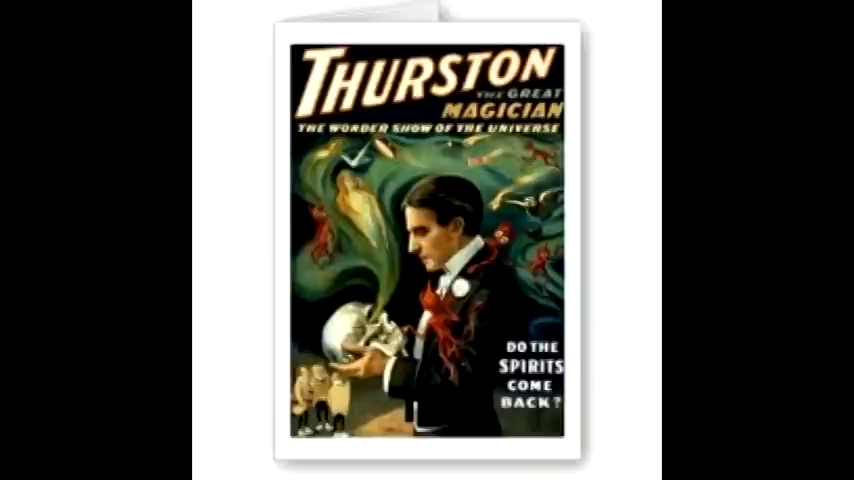 THURSTON
THE GREAT
MAGICIAN
THE WONDER SHOW OF THE UNIVERSE
DO THE
SPIRITS
COME
BACK?